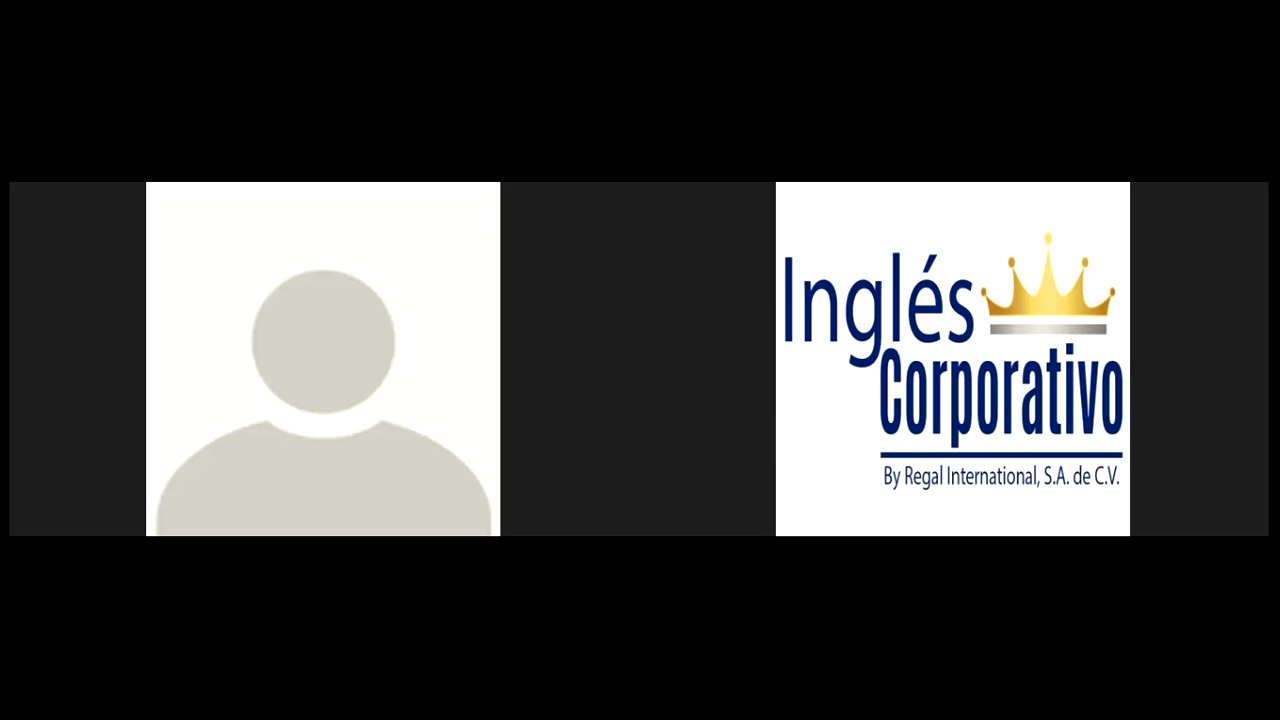 Inglés
Corporativo
By Regal International, S.A. de C.V.